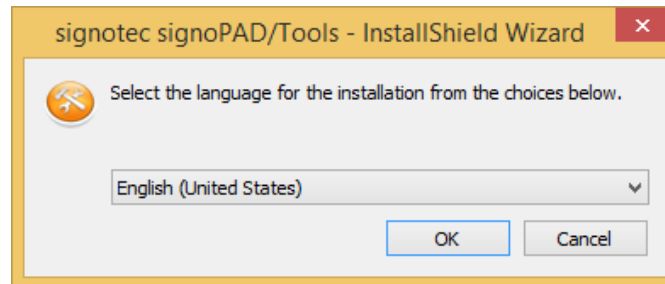 signotec signoPAD/Tools - InstallShield Wizard
Select the language for the installation from the choices below.
English (United States)
OK Cancel